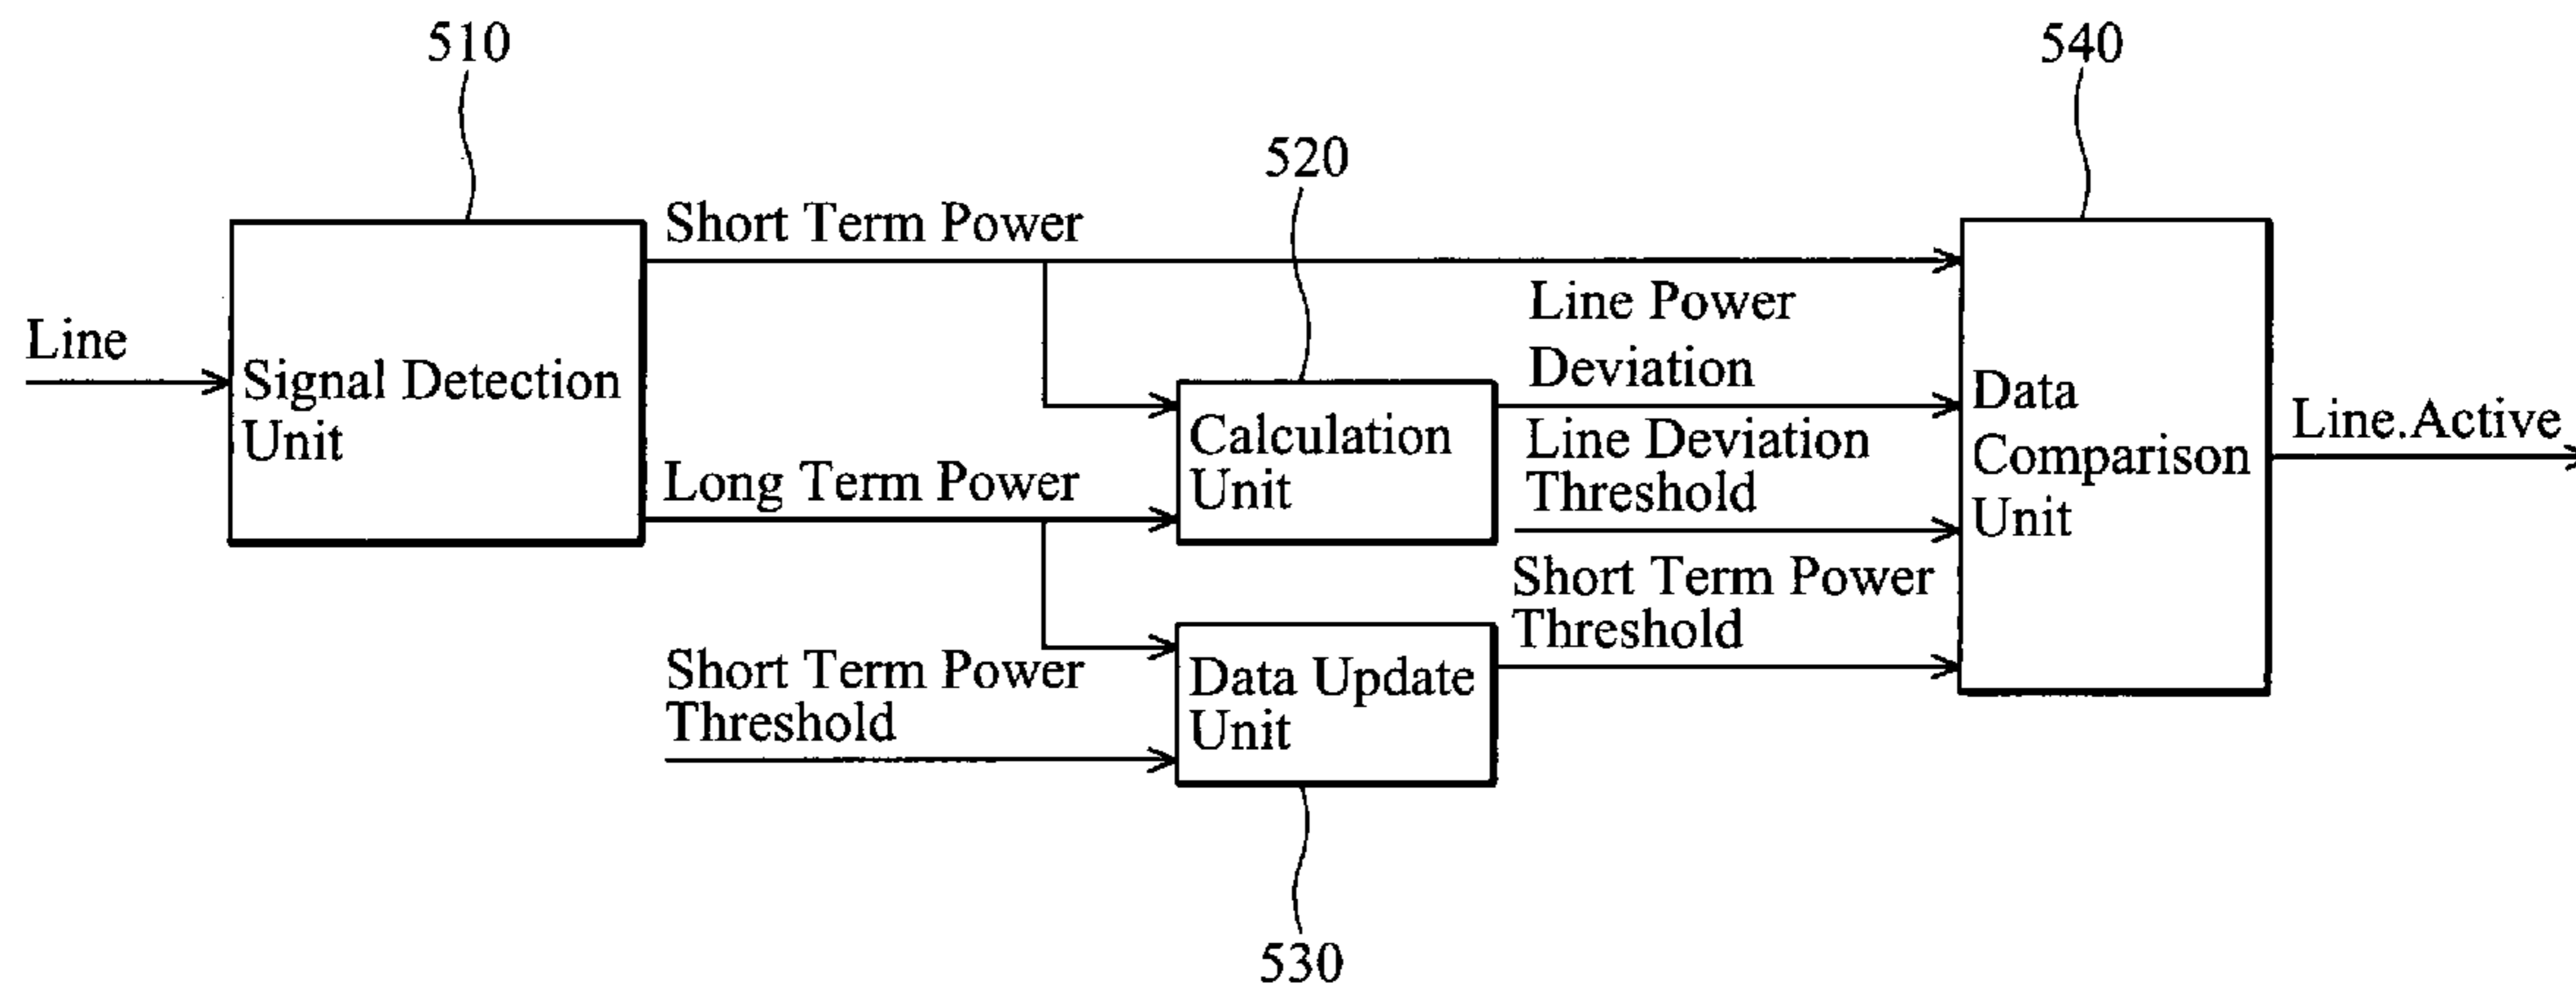 510
540
520
Short Term Power
Line Power
Deviation
Line
Signal Detection
Unit
Calculation
Unit
Data
Comparison
Unit
Line.Active
Line Deviation
Threshold
Long Term Power
Short Term Power
Threshold
Short Term Power
Threshold
Data Update
Unit
530